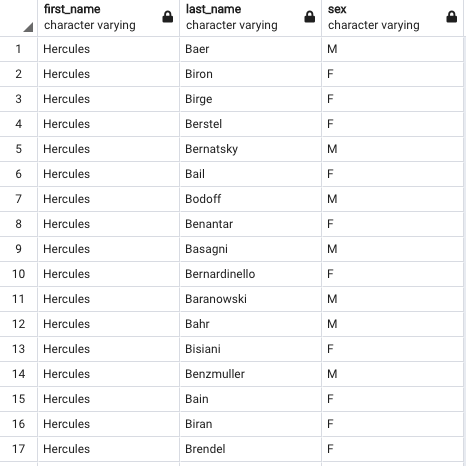 first_name last_name sex
character varying character varying character varying
1 Hercules Baer M
2 Hercules Biron F
3 Hercules Birge F
4 Hercules Berstel F
5 Hercules Bernatsky M
6 Hercules Bail F
7 Hercules Bodoff M
8 Hercules Benantar F
9 Hercules Basagni M
10 Hercules Bernardinello F
11 Hercules Baranowski M
12 Hercules Bahr M
13 Hercules Bisiani F
14 Hercules Benzmuller M
15 Hercules Bain F
16 Hercules Biran F
17 Hercules Brendel F